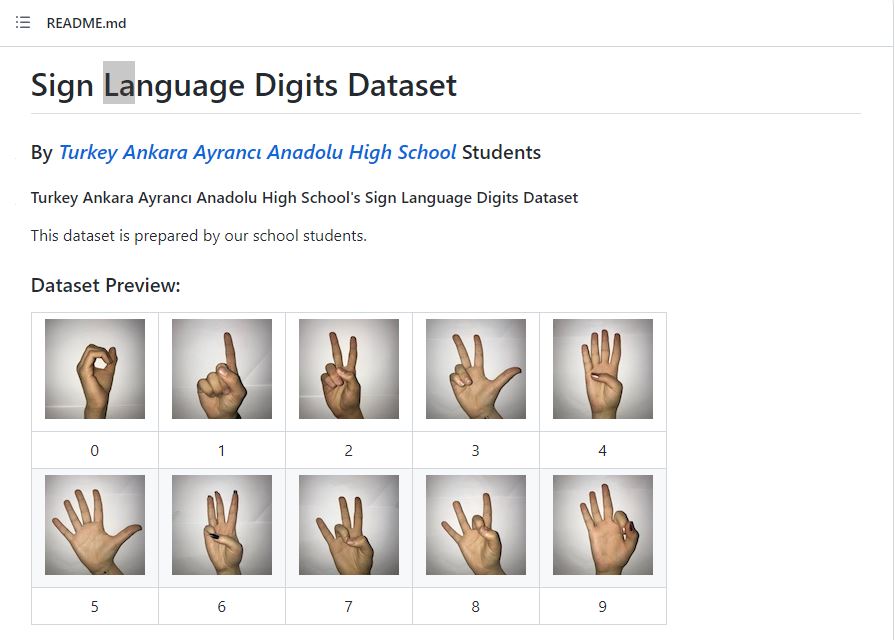 README.md
Sign Language Digits Dataset
By Turkey Ankara Ayrancı Anadolu High School Students
Turkey Ankara Ayrancı Anadolu High School's Sign Language Digits Dataset
This dataset is prepared by our school students.
Dataset Preview:
0 1 2 3 4
5 6 7 8 9